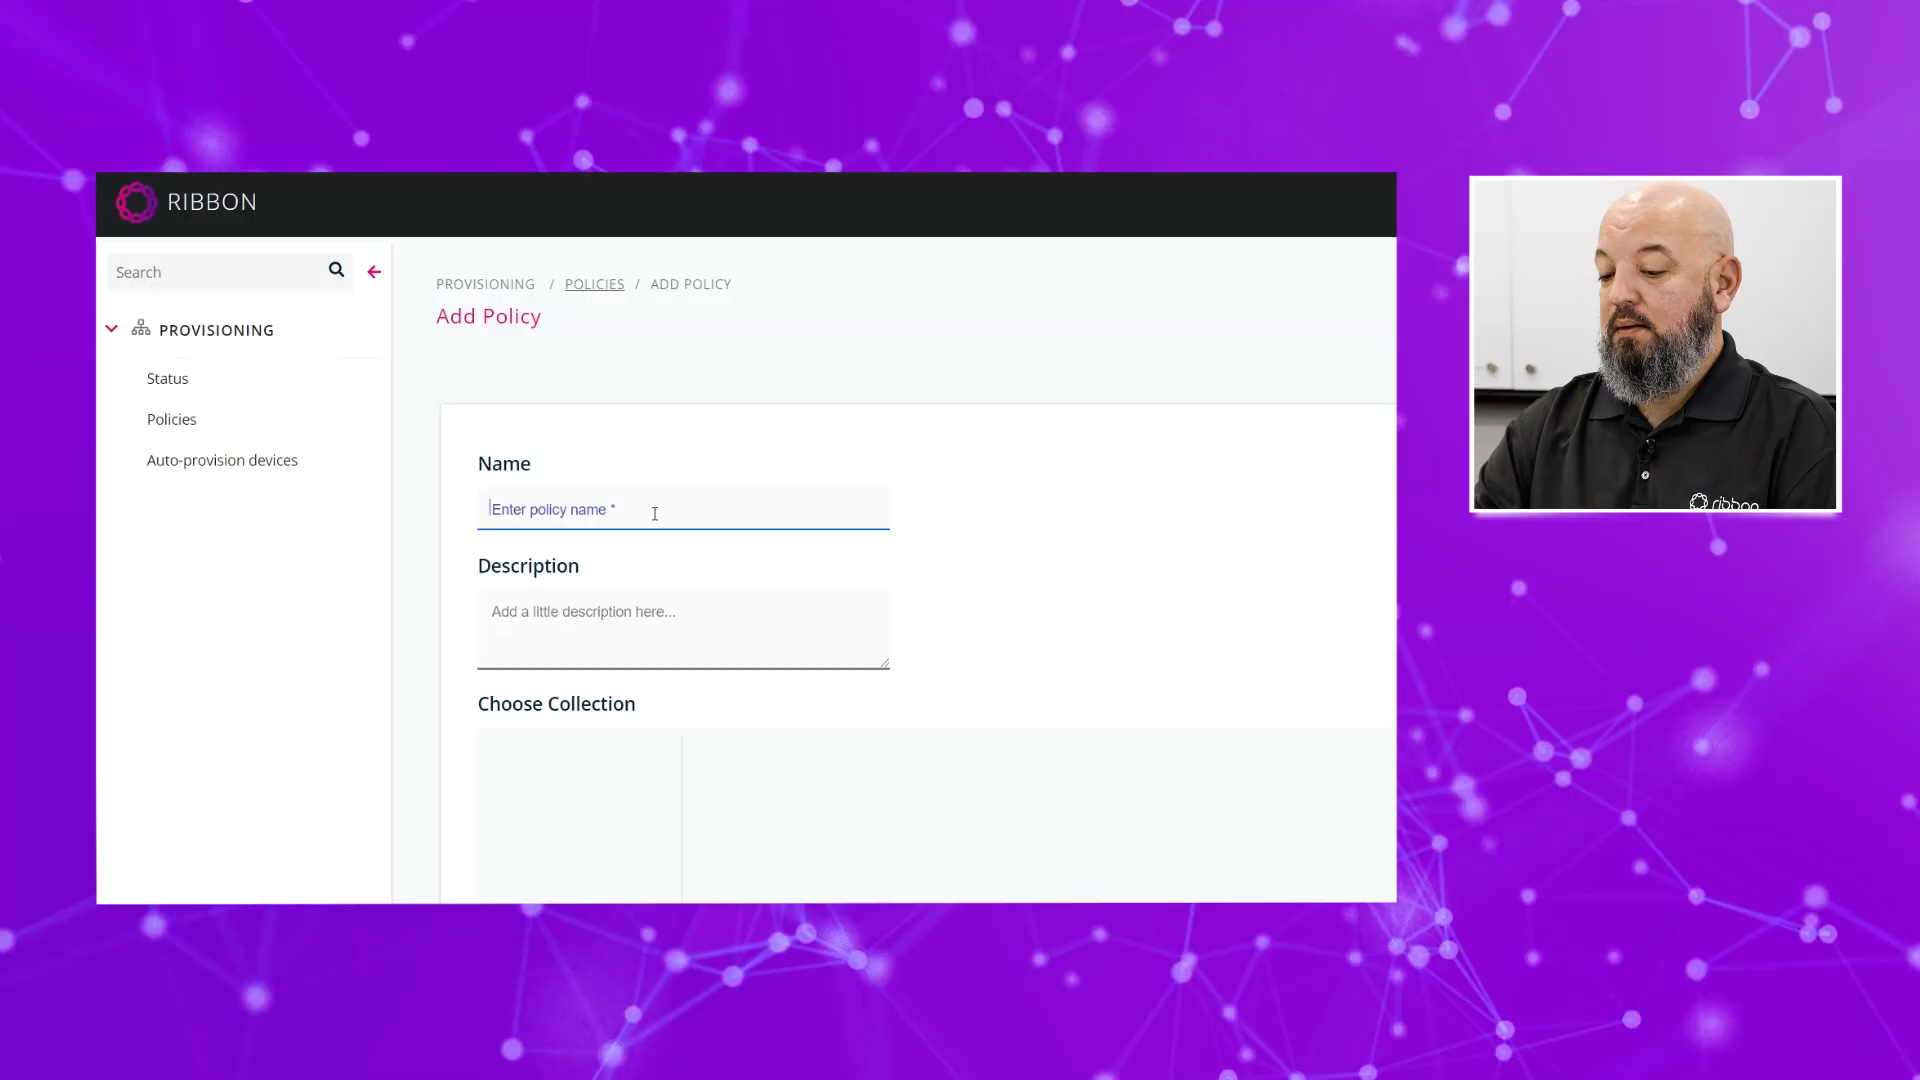 RIBBON
Search
PROVISIONING / POLICIES / ADD POLICY
Add Policy
PROVISIONING
Status
Policies
Auto-provision devices
Name
Enter policy name *
Description
Add a little description here...
Choose Collection
ribbon